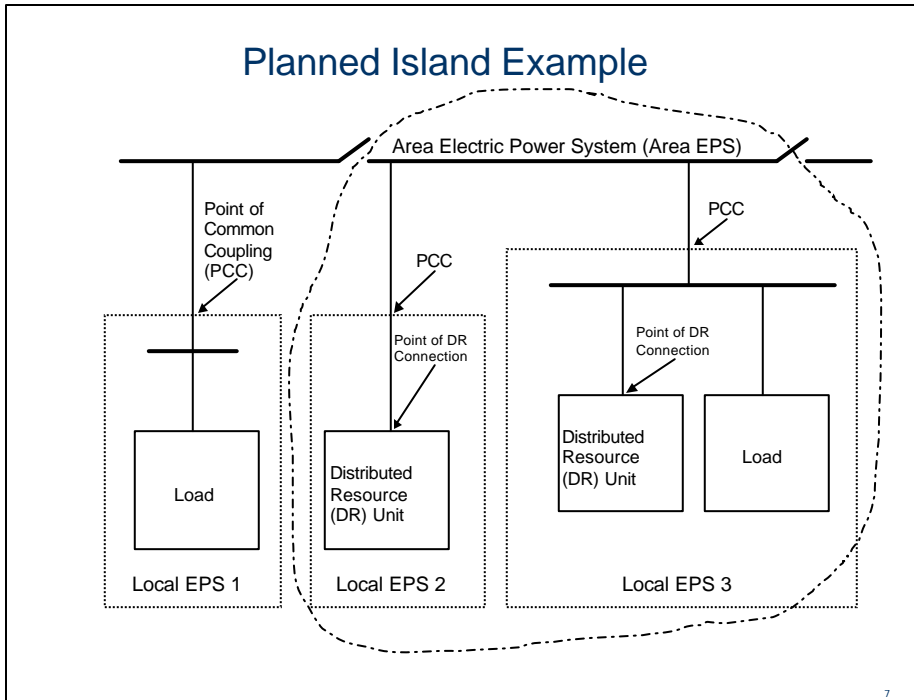 Planned Island Example
Area Electric Power System (Area EPS)
Point of
Common
Coupling
(PCC)
PCC
PCC
Point of DR
Connection
Point of DR
Connection
Load
Distributed
Resource
(DR) Unit
Distributed
Resource
(DR) Unit
Load
Local EPS 1
Local EPS 2
Local EPS 3
7